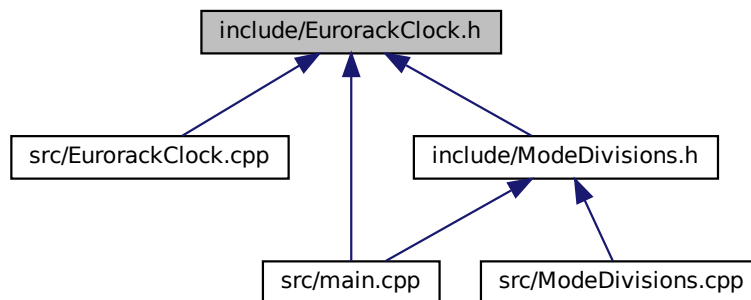 include/EurorackClock.h
src/EurorackClock.cpp
include/ModeDivisions.h
src/main.cpp
src/ModeDivisions.cpp